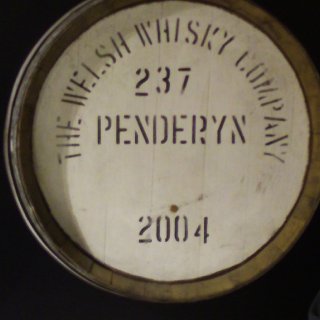 THE WELSH WHISKY COMPANY
237
PENDERYN
2004